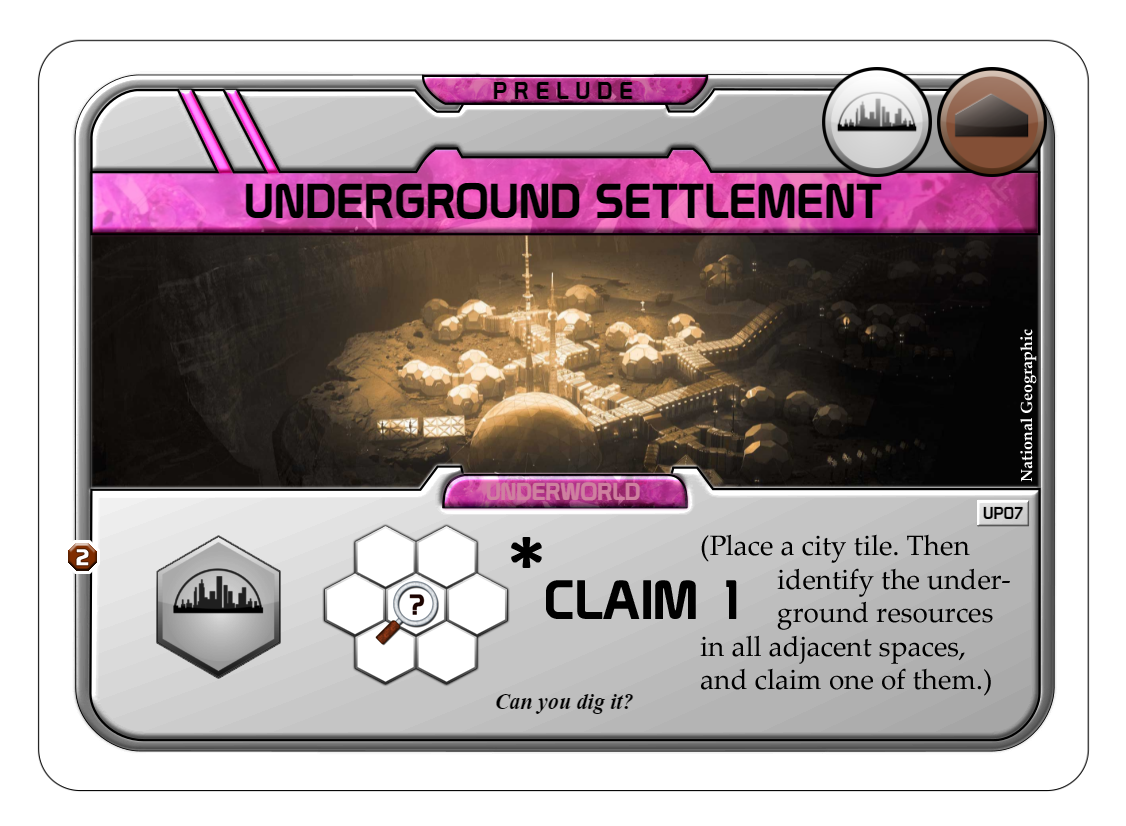 PRELUDE
UNDERGROUND SETTLEMENT
National Geographic
UNDERWORLD
UP07
2
?
*
CLAIM 1
(Place a city tile. Then
identify the under-
ground resources
in all adjacent spaces,
and claim one of them.)
Can you dig it?